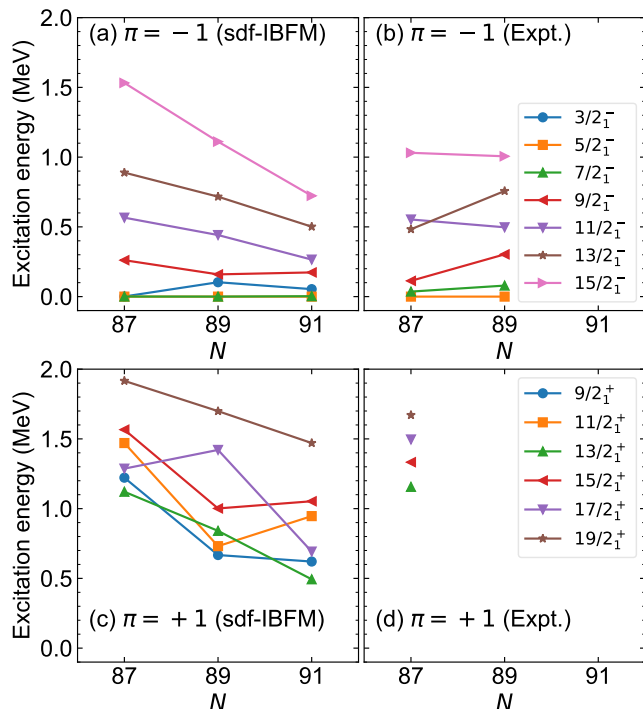 (a) π = −1 (sdf-IBFM)
Excitation energy (MeV)
2.0
1.5
1.0
0.5
0.0
87 89 91
N
(b) π = −1 (Expt.)
3/2₁⁻
5/2₁⁻
7/2₁⁻
9/2₁⁻
11/2₁⁻
13/2₁⁻
15/2₁⁻
87 89 91
N
Excitation energy (MeV)
2.0
1.5
1.0
0.5
0.0
(c) π = +1 (sdf-IBFM)
87 89 91
N
9/2₁⁺
11/2₁⁺
13/2₁⁺
15/2₁⁺
17/2₁⁺
19/2₁⁺
(d) π = +1 (Expt.)
87 89 91
N